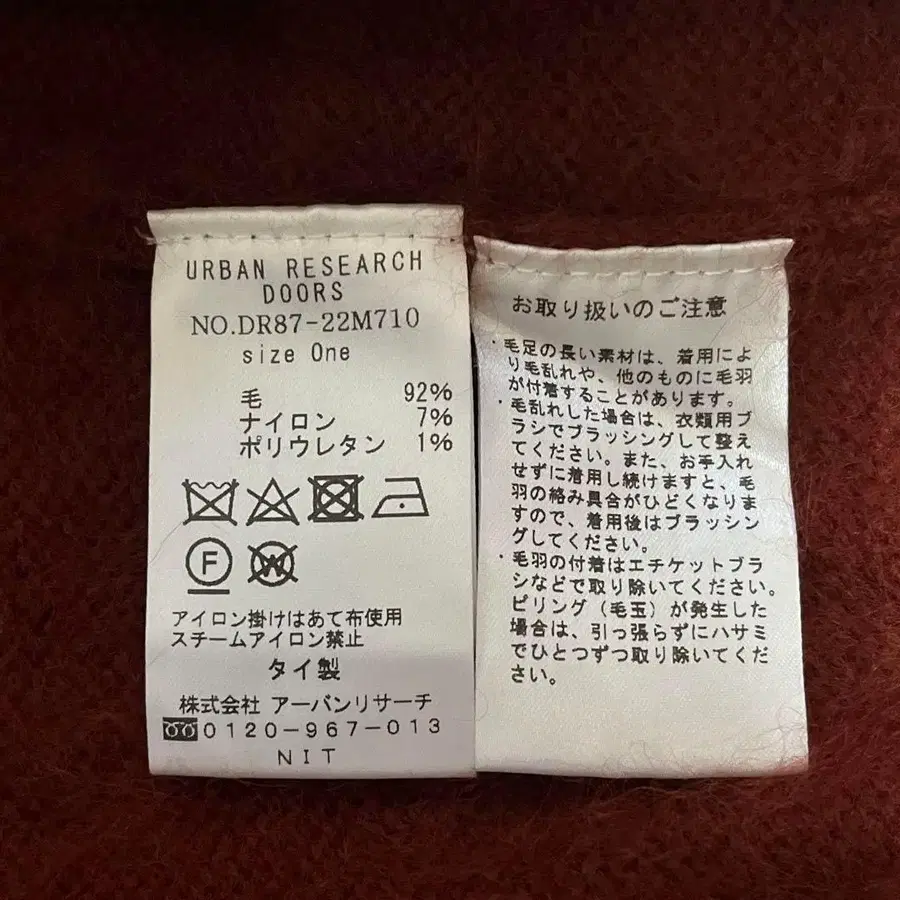 URBAN RESEARCH
DOORS
NO.DR87-22M710
size One
毛 92%
ナイロン 7%
ポリウレタン 1%
F W
アイロン掛けはあて布使用
スチームアイロン禁止
タイ製
株式会社 アーバンリサーチ
0120-967-013
NIT
お取り扱いのご注意
・毛足の長い素材は、着用によ
り毛乱れや、他のものに毛羽
が付着することがあります。
・毛乱れした場合は、衣類用ブ
ラシでブラッシングして整え
てください。また、お手入れ
せずに着用し続けますと、毛
羽の絡み具合がひどくなりま
すので、着用後はブラッシン
グしてください。
・毛羽の付着はエチケットブラ
シなどで取り除いてください。
ピリング（毛玉）が発生した
場合は、引っ張らずにハサミ
でひとつずつ取り除いてくだ
さい。